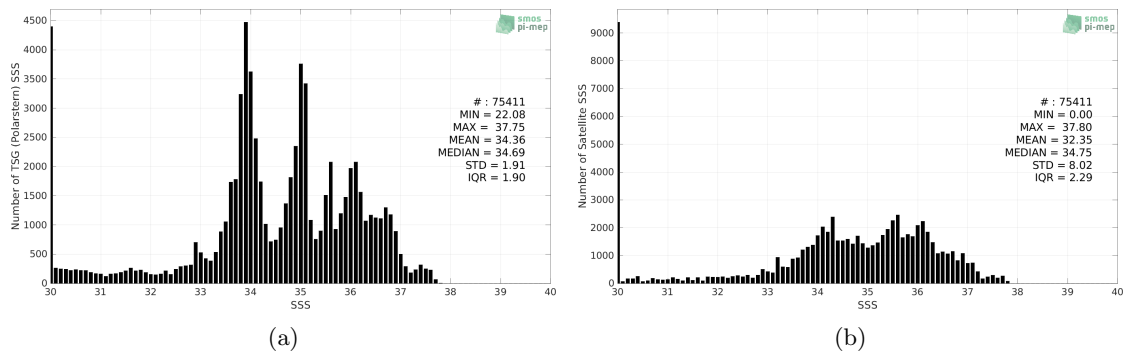 4500
4000
3500
3000
2500
2000
1500
1000
500
0
Number of TSG (Polarstern) SSS
30 31 32 33 34 35 36 37 38 39 40
SSS
smos
pi-mep
# : 75411
MIN = 22.08
MAX = 37.75
MEAN = 34.36
MEDIAN = 34.69
STD = 1.91
IQR = 1.90
(a)
9000
8000
7000
6000
5000
4000
3000
2000
1000
0
Number of Satellite SSS
30 31 32 33 34 35 36 37 38 39 40
SSS
smos
pi-mep
# : 75411
MIN = 0.00
MAX = 37.80
MEAN = 32.35
MEDIAN = 34.75
STD = 8.02
IQR = 2.29
(b)